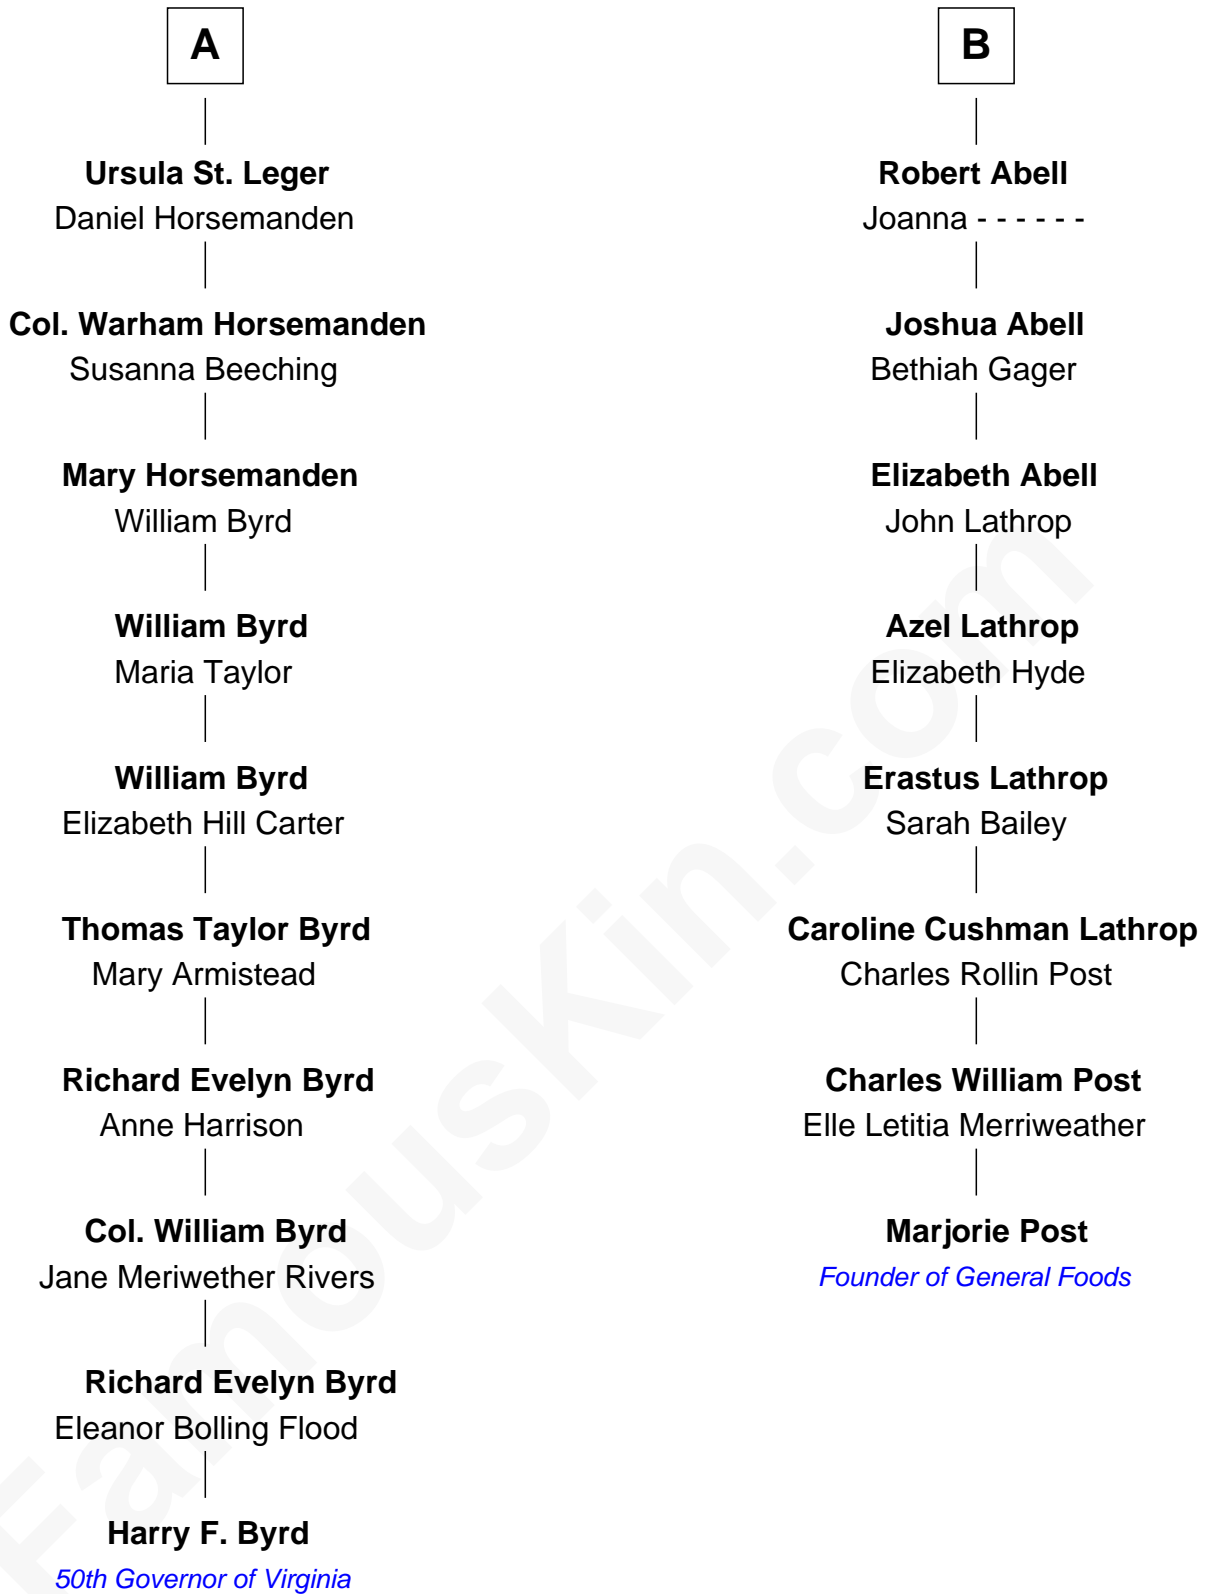 A
Ursula St. Leger
Daniel Horsemanden
Col. Warham Horsemanden
Susanna Beeching
Mary Horsemanden
William Byrd
William Byrd
Maria Taylor
William Byrd
Elizabeth Hill Carter
Thomas Taylor Byrd
Mary Armistead
Richard Evelyn Byrd
Anne Harrison
Col. William Byrd
Jane Meriwether Rivers
Richard Evelyn Byrd
Eleanor Bolling Flood
Harry F. Byrd
50th Governor of Virginia
B
Robert Abell
Joanna - - - - - -
Joshua Abell
Bethiah Gager
Elizabeth Abell
John Lathrop
Azel Lathrop
Elizabeth Hyde
Erastus Lathrop
Sarah Bailey
Caroline Cushman Lathrop
Charles Rollin Post
Charles William Post
Elle Letitia Merriweather
Marjorie Post
Founder of General Foods
FamousKin.com